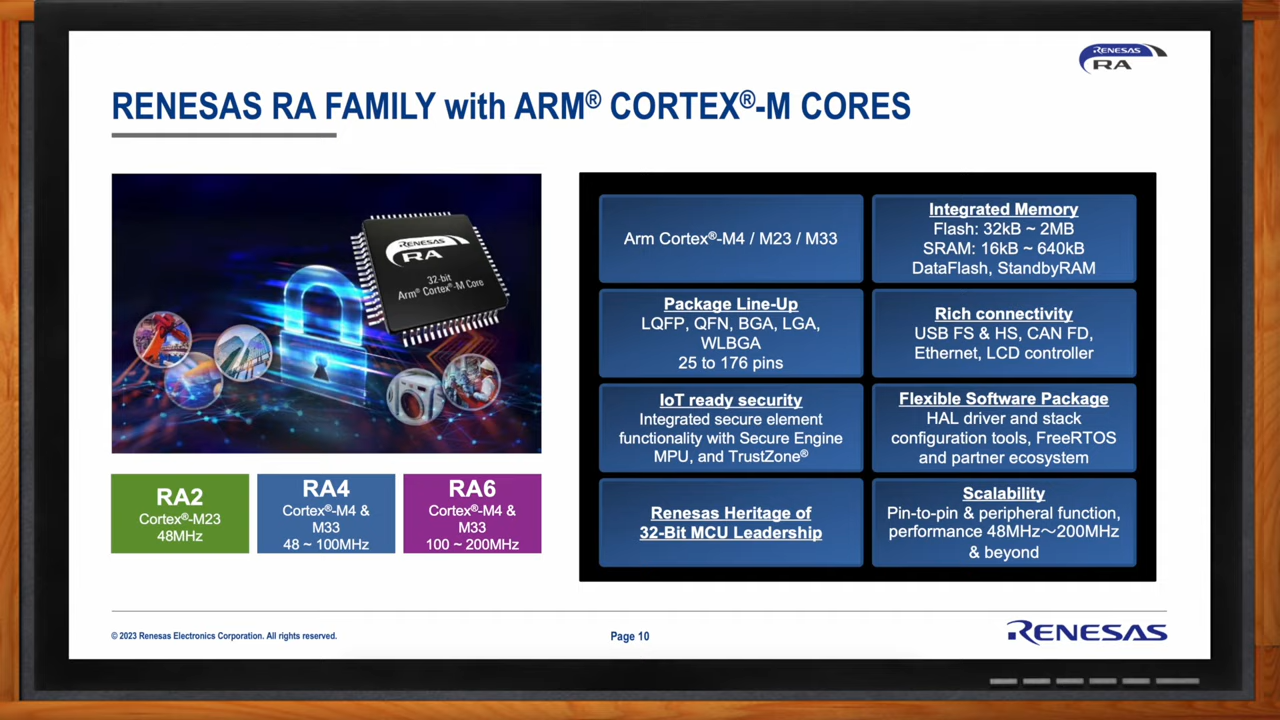 RENESAS
RA
RENESAS RA FAMILY with ARM® CORTEX®-M CORES
RENESAS
RA
32-bit
Arm® Cortex®-M Core
RA2
Cortex®-M23
48MHz
RA4
Cortex®-M4 &
M33
48 ~ 100MHz
RA6
Cortex®-M4 &
M33
100 ~ 200MHz
Arm Cortex®-M4 / M23 / M33
Integrated Memory
Flash: 32kB ~ 2MB
SRAM: 16kB ~ 640kB
DataFlash, StandbyRAM
Package Line-Up
LQFP, QFN, BGA, LGA,
WLBGA
25 to 176 pins
Rich connectivity
USB FS & HS, CAN FD,
Ethernet, LCD controller
IoT ready security
Integrated secure element
functionality with Secure Engine
MPU, and TrustZone®
Flexible Software Package
HAL driver and stack
configuration tools, FreeRTOS
and partner ecosystem
Renesas Heritage of
32-Bit MCU Leadership
Scalability
Pin-to-pin & peripheral function,
performance 48MHz～200MHz
& beyond
© 2023 Renesas Electronics Corporation. All rights reserved.
Page 10
RENESAS